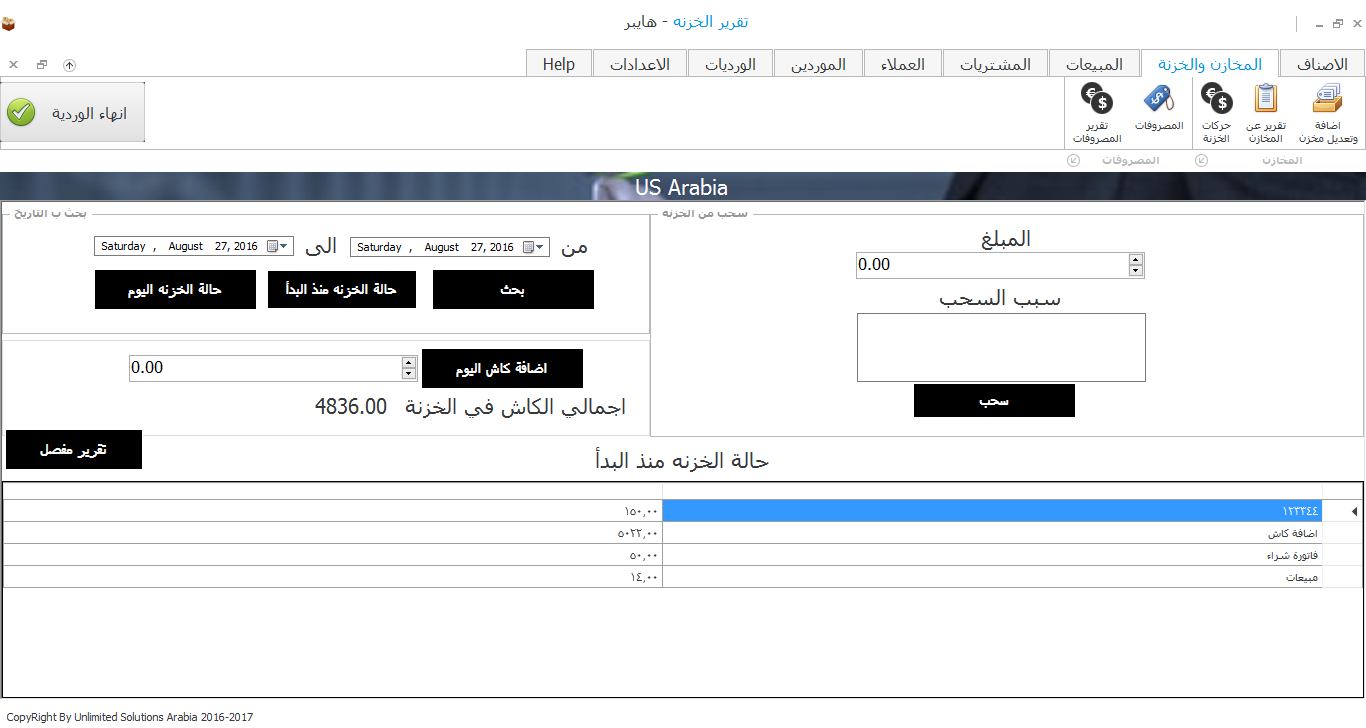 تقرير الخزنه - هايبر
الاصناف
المخازن والخزنة
المبيعات
المشتريات
العملاء
الموردين
الورديات
الاعدادات
Help
اضافة وتعديل مخزن
تقرير عن المخازن
حركات الخزنة
المصروفات
تقرير المصروفات
انهاء الوردية
المخازن
المصروفات
US Arabia
سحب من الخزنة
المبلغ
0.00
سبب السحب
سحب
بحث ب التاريخ
من Saturday , August 27, 2016 الى Saturday , August 27, 2016
بحث
حالة الخزنه منذ البدأ
حالة الخزنه اليوم
اضافة كاش اليوم
0.00
اجمالي الكاش في الخزنة 4836.00
تقرير مفصل
حالة الخزنه منذ البدأ
١٢٣٣٤٤ ١٥٠,٠٠
اضافة كاش ٥٠٢٢,٠٠
فاتورة شراء ٥٠,٠٠
مبيعات ١٤,٠٠
CopyRight By Unlimited Solutions Arabia 2016-2017